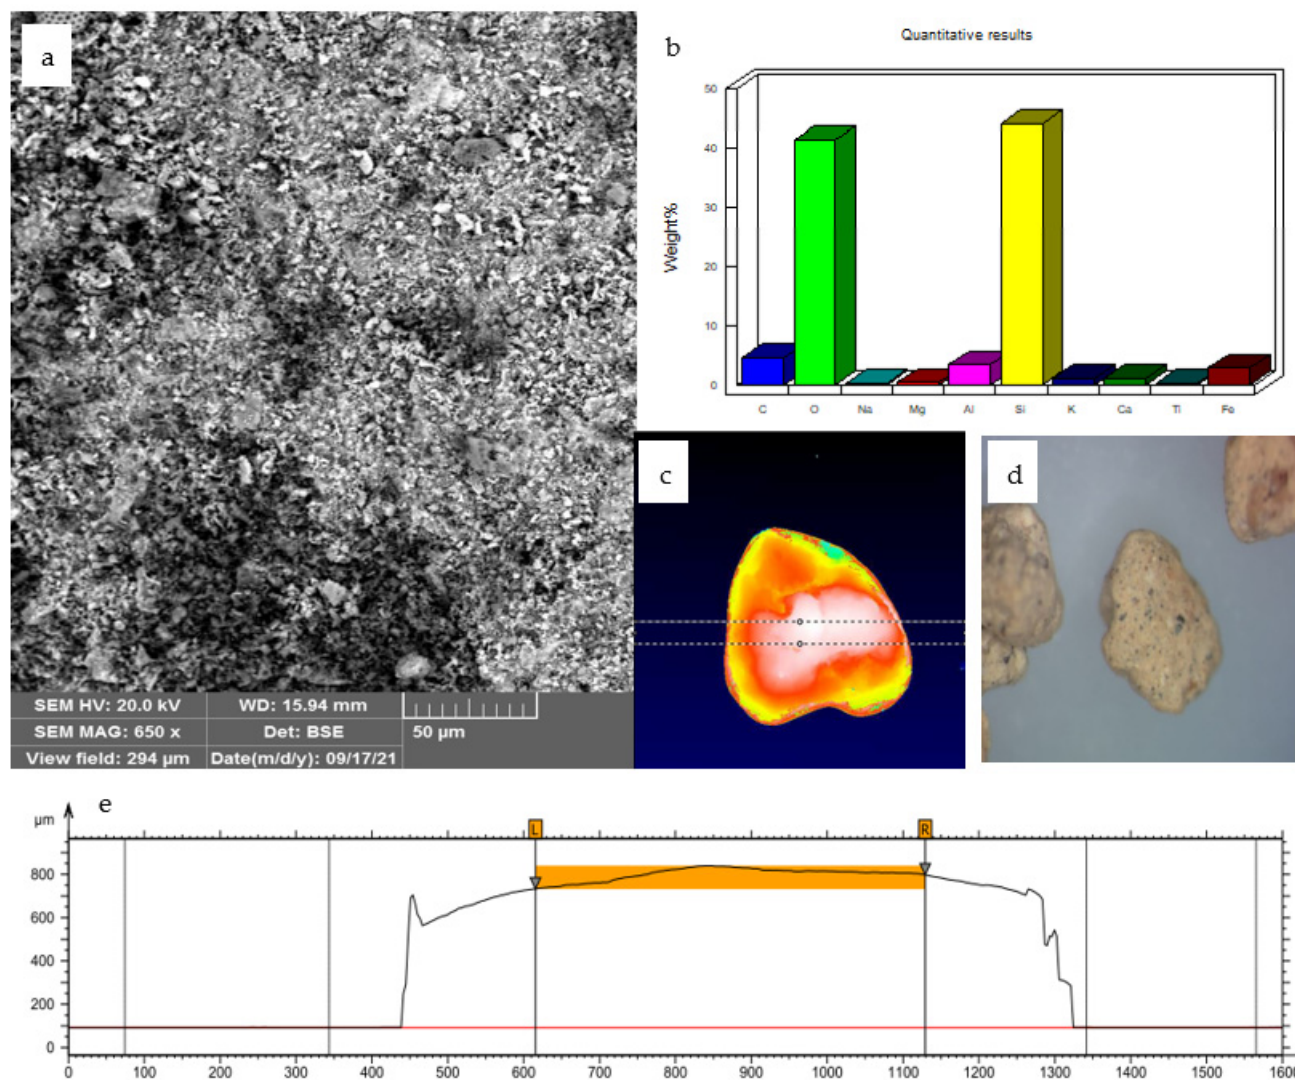 a
SEM HV: 20.0 kV
WD: 15.94 mm
SEM MAG: 650 x
Det: BSE
50 µm
View field: 294 µm
Date(m/d/y): 09/17/21
b
Quantitative results
Weight%
50
40
30
20
10
0
C O Na Mg Al Si K Ca Ti Fe
c
d
e
µm
L
R
800
600
400
200
0
0 100 200 300 400 500 600 700 800 900 1000 1100 1200 1300 1400 1500 1600